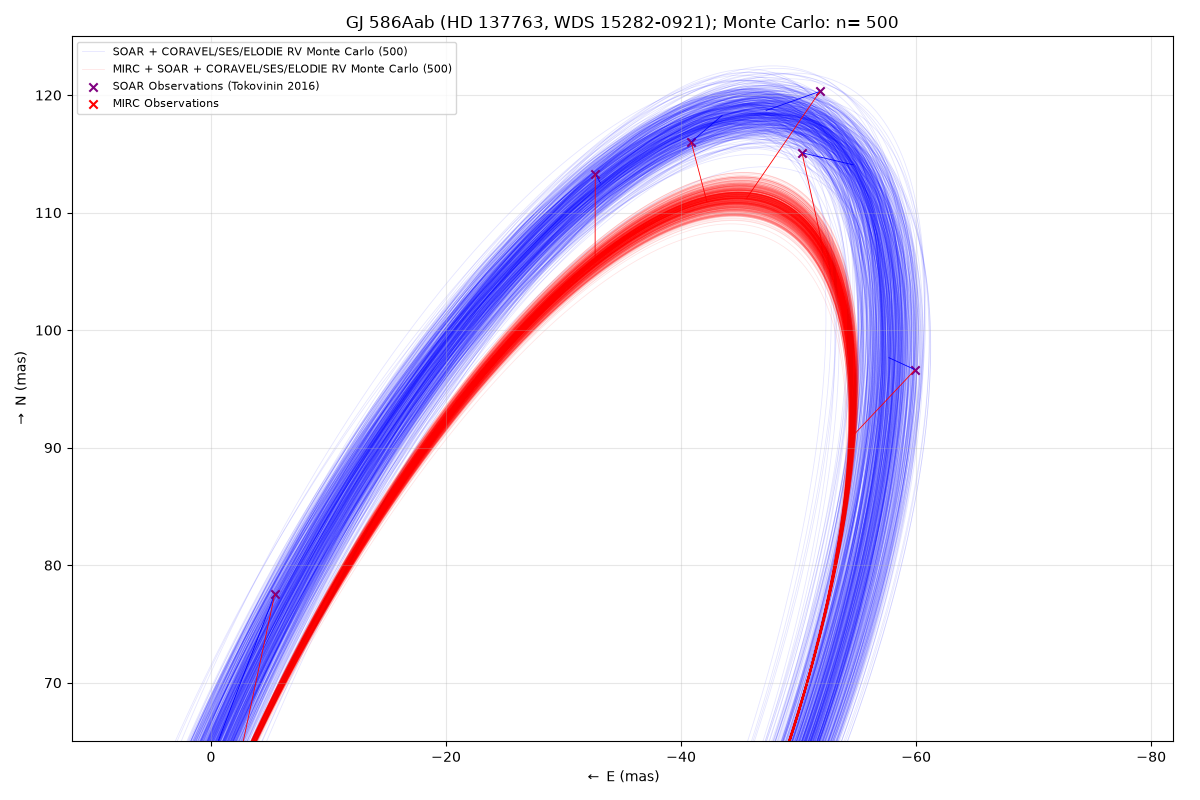 GJ 586Aab (HD 137763, WDS 15282-0921); Monte Carlo: n= 500
SOAR + CORAVEL/SES/ELODIE RV Monte Carlo (500)
MIRC + SOAR + CORAVEL/SES/ELODIE RV Monte Carlo (500)
SOAR Observations (Tokovinin 2016)
MIRC Observations
120
110
100
90
80
70
→ N (mas)
0
−20
−40
−60
−80
← E (mas)